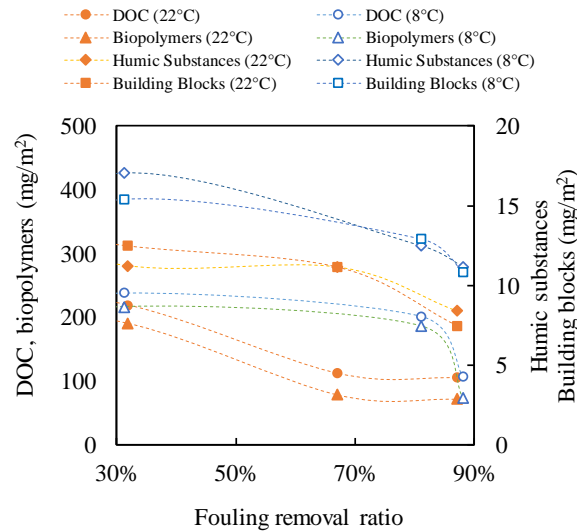 DOC (22°C)
DOC (8°C)
Biopolymers (22°C)
Biopolymers (8°C)
Humic Substances (22°C)
Humic Substances (8°C)
Building Blocks (22°C)
Building Blocks (8°C)
500
400
300
200
100
0
DOC, biopolymers (mg/m²)
20
15
10
5
0
Humic substances
Building blocks (mg/m²)
30%
50%
70%
90%
Fouling removal ratio